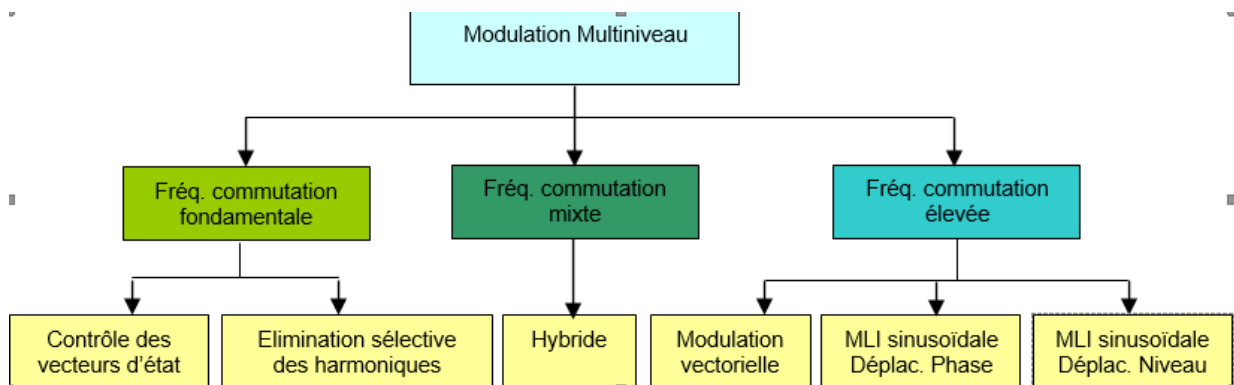 Modulation Multiniveau
Fréq. commutation
fondamentale
Fréq. commutation
mixte
Fréq. commutation
élevée
Contrôle des
vecteurs d'état
Elimination sélective
des harmoniques
Hybride
Modulation
vectorielle
MLI sinusoïdale
Déplac. Phase
MLI sinusoïdale
Déplac. Niveau